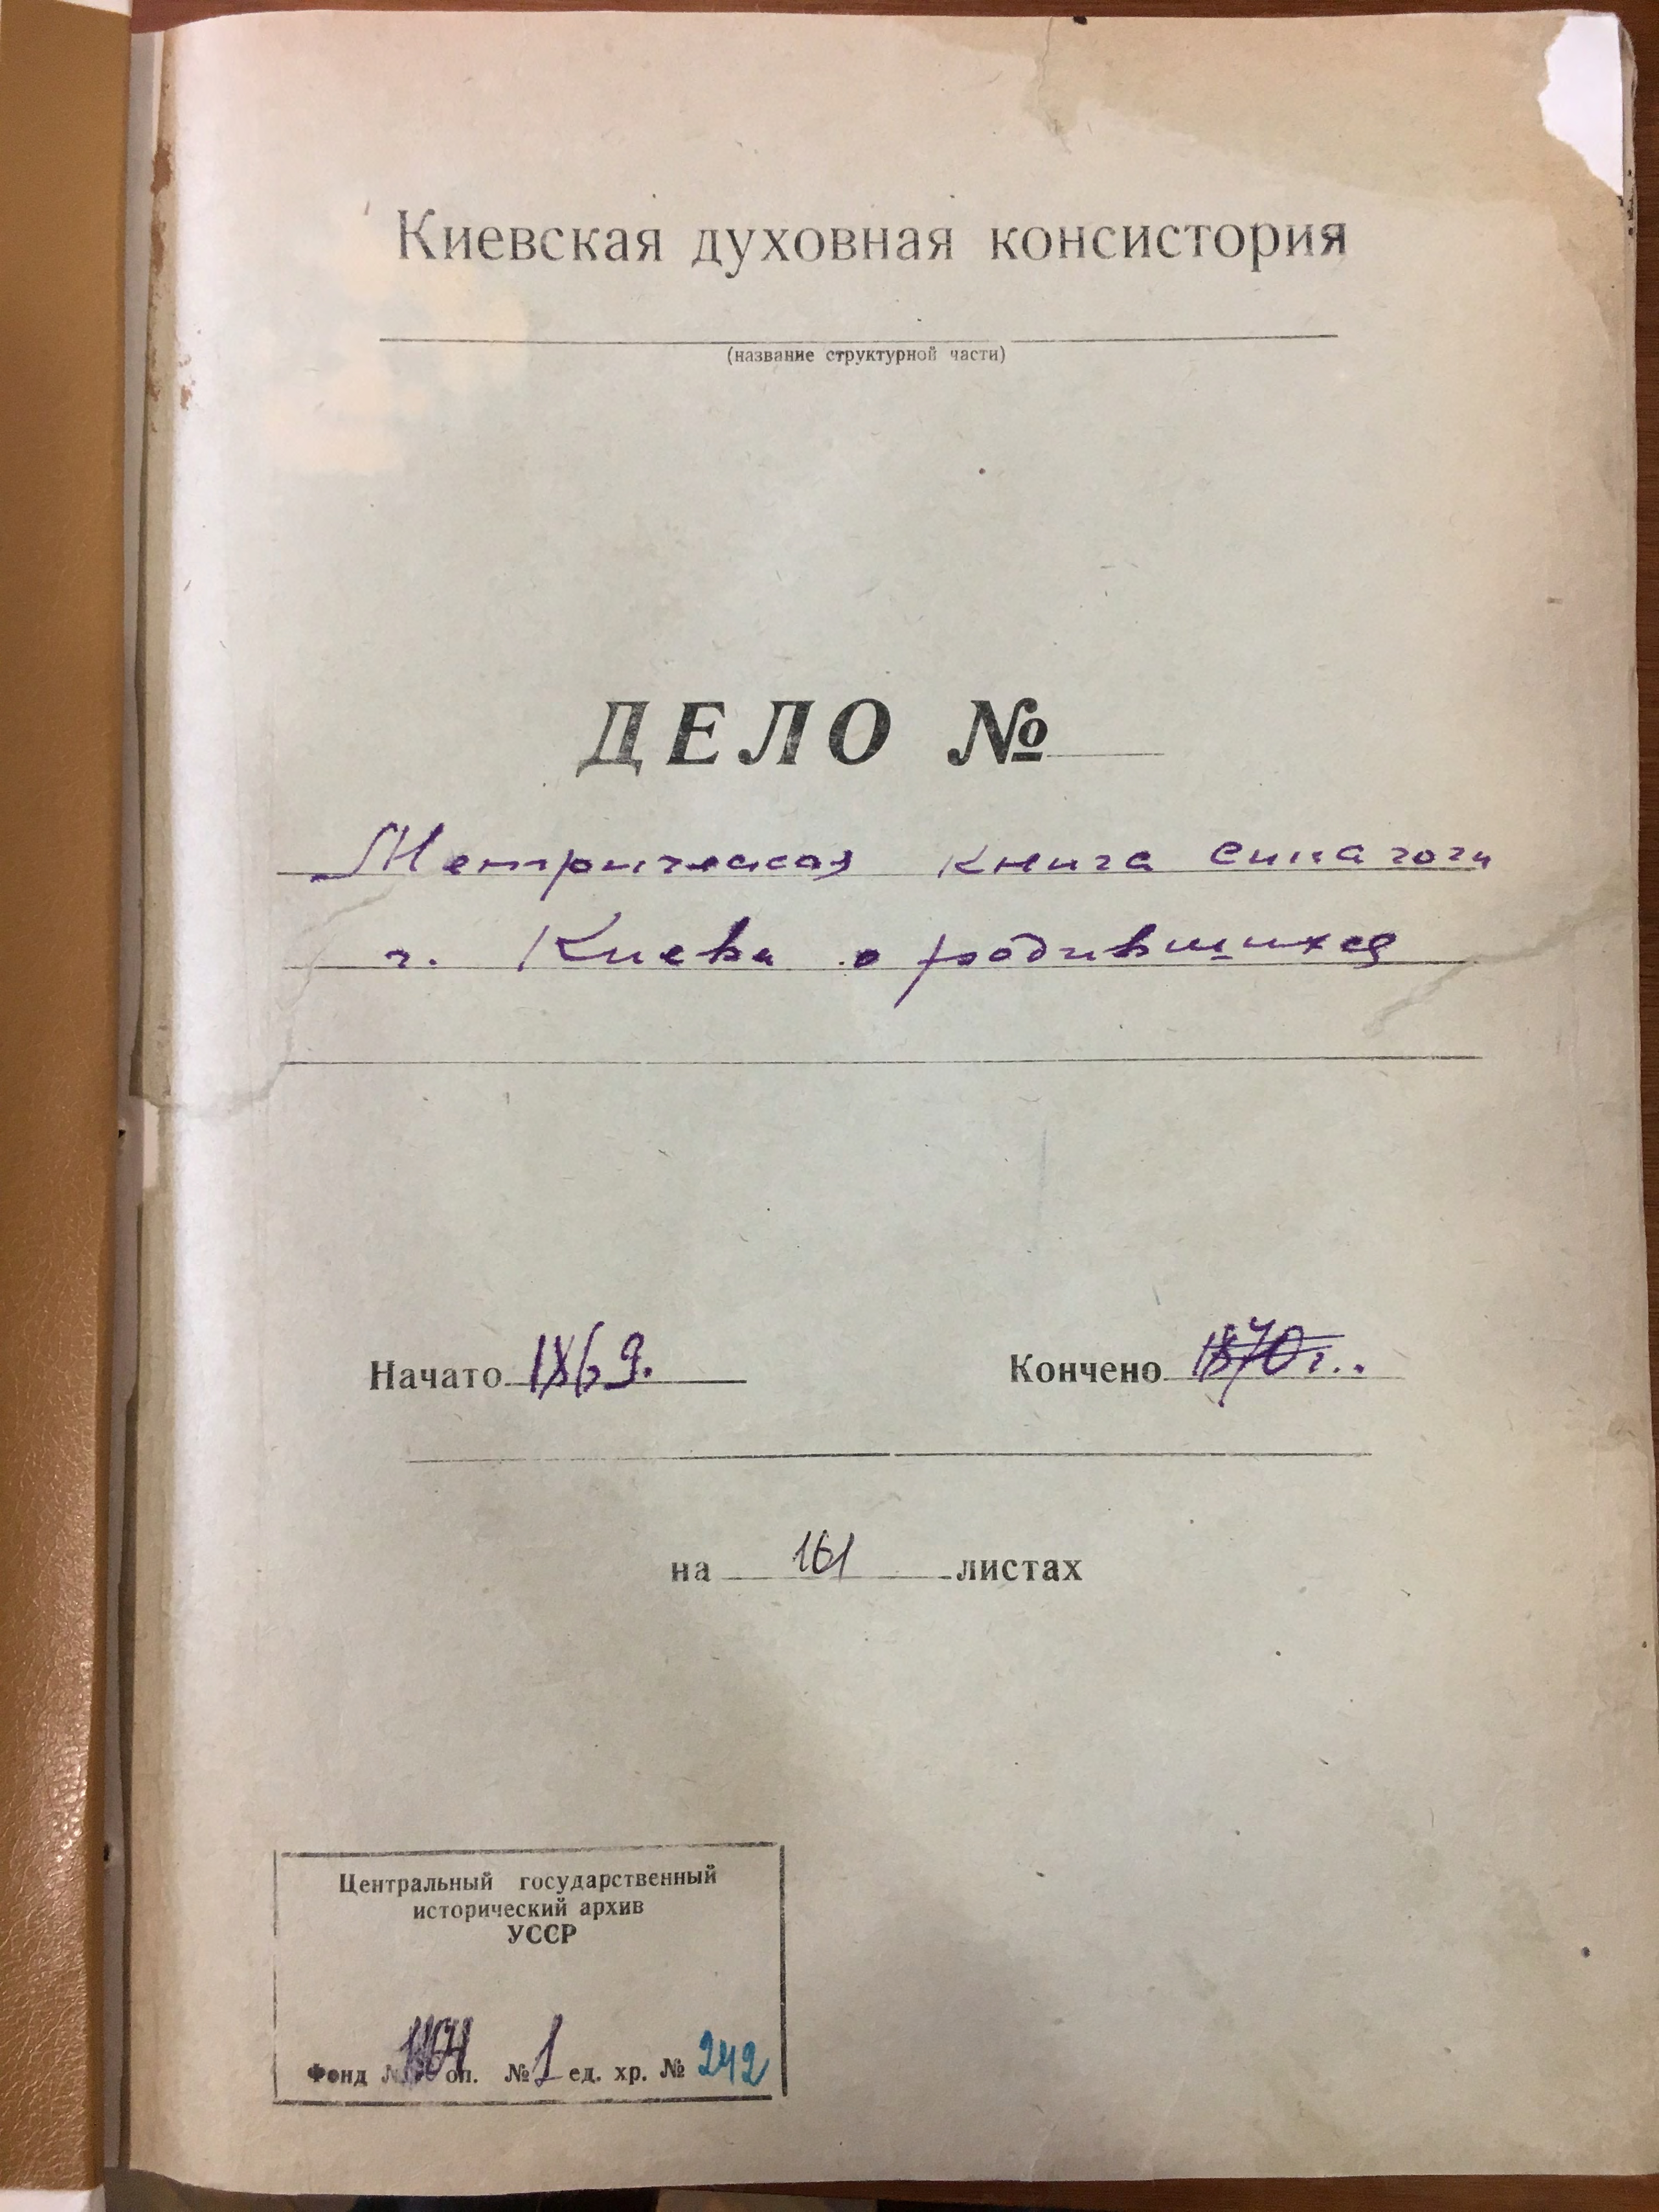 Киевская духовная консистория
(название структурной части)
ДЕЛО №
Метрическая книга синагоги
г. Киева о родившихся
Начато 1869. Кончено 1870 г.
на 161 листах
Центральный государственный
исторический архив
УССР
Фонд № 1164 оп. № 1 ед. хр. № 242